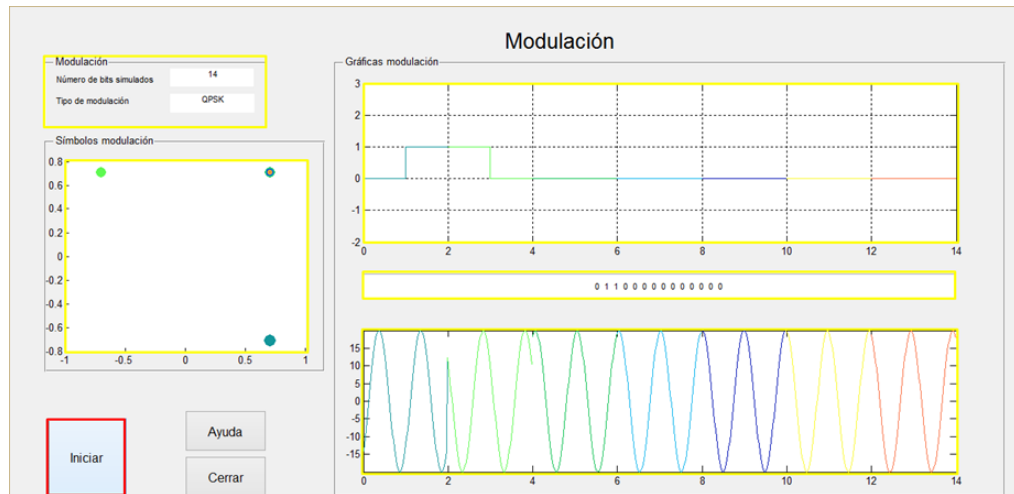 Modulación
Modulación
Número de bits simulados 14
Tipo de modulación QPSK
Símbolos modulación
0.8
0.6
0.4
0.2
0
-0.2
-0.4
-0.6
-0.8
-1 -0.5 0 0.5 1
Iniciar
Ayuda
Cerrar
Gráficas modulación
3
2
1
0
-1
-2
0 2 4 6 8 10 12 14
0 1 1 0 0 0 0 0 0 0 0 0 0 0
15
10
5
0
-5
-10
-15
0 2 4 6 8 10 12 14